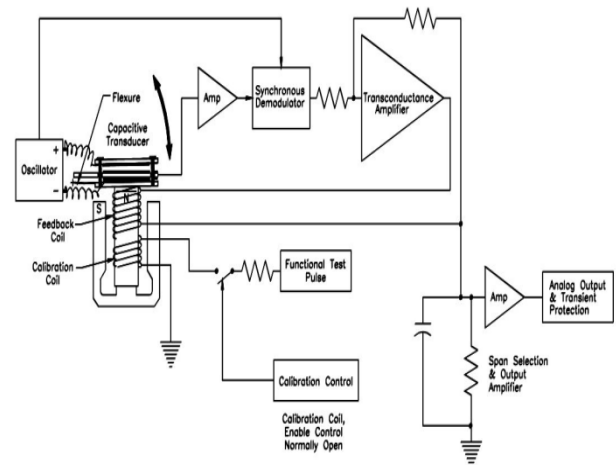 Flexure
Capacitive
Transducer
Oscillator
+
−
Amp
Synchronous
Demodulator
Transconductance
Amplifier
N
S
Feedback
Coil
Calibration
Coil
Functional Test
Pulse
Calibration Control
Calibration Coil,
Enable Control
Normally Open
Amp
Analog Output
& Transient
Protection
Span Selection
& Output
Amplifier